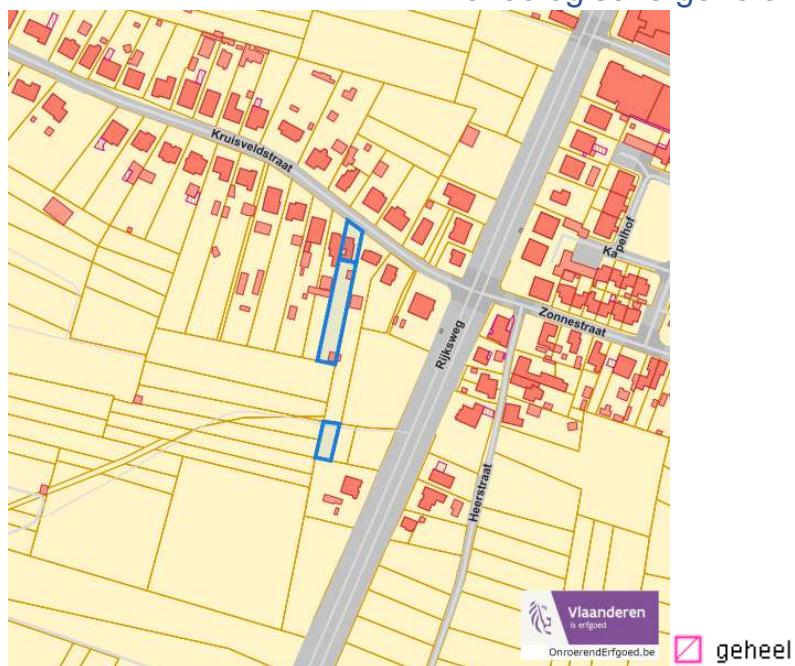 Kruisveldstraat
Kapelhof
Zonnestraat
Rijksweg
Heerstraat
Vlaanderen
is erfgoed
OnroerendErfgoed.be
geheel